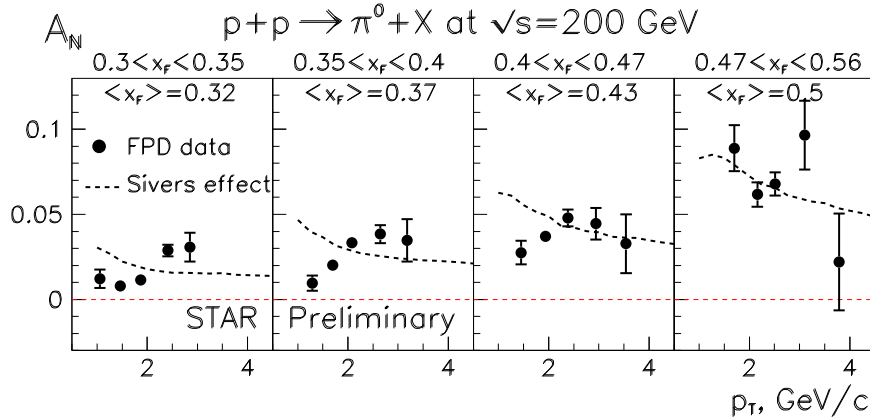 p+p → π⁰+X at √s=200 GeV
A_N
0.3<x_F<0.35 0.35<x_F<0.4 0.4<x_F<0.47 0.47<x_F<0.56
<x_F>=0.32 <x_F>=0.37 <x_F>=0.43 <x_F>=0.5
0.1
FPD data
Sivers effect
0.05
0
STAR Preliminary
2 4 2 4 2 4 2 4
p_T, GeV/c